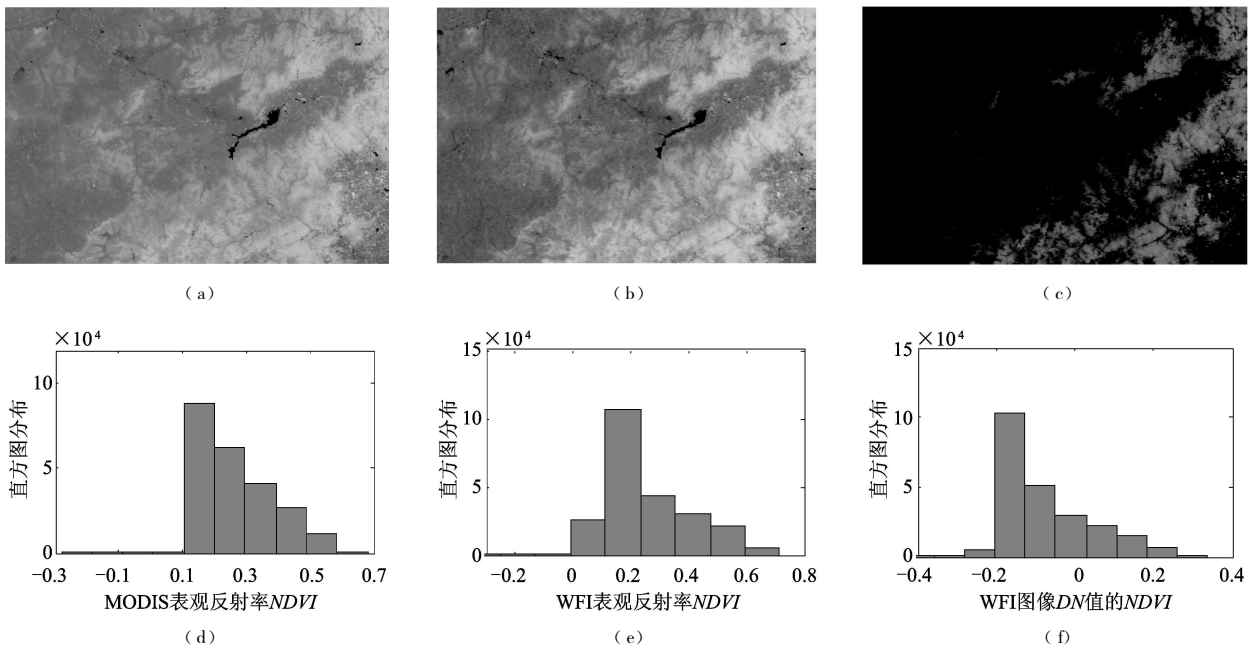 （a）
（b）
（c）
×10⁴
10
5
0
直方图分布
−0.3 −0.1 0.1 0.3 0.5 0.7
MODIS表观反射率NDVI
（d）
×10⁴
15
10
5
0
直方图分布
−0.2 0 0.2 0.4 0.6 0.8
WFI表观反射率NDVI
（e）
×10⁴
15
10
5
0
直方图分布
−0.4 −0.2 0 0.2 0.4
WFI图像DN值的NDVI
（f）